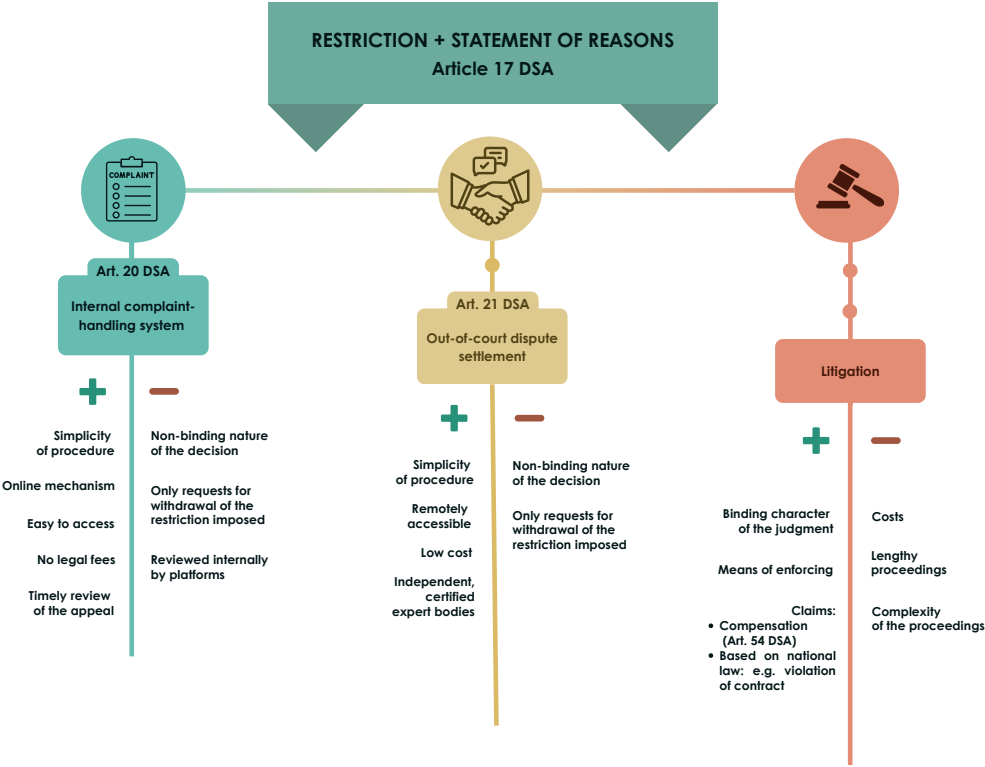 RESTRICTION + STATEMENT OF REASONS
Article 17 DSA
COMPLAINT
Art. 20 DSA
Internal complaint-
handling system
Simplicity
of procedure
Online mechanism
Easy to access
No legal fees
Timely review
of the appeal
Non-binding nature
of the decision
Only requests for
withdrawal of the
restriction imposed
Reviewed internally
by platforms
Art. 21 DSA
Out-of-court dispute
settlement
Simplicity
of procedure
Remotely
accessible
Low cost
Independent,
certified
expert bodies
Non-binding nature
of the decision
Only requests for
withdrawal of the
restriction imposed
Litigation
Binding character
of the judgment
Means of enforcing
Claims:
• Compensation
(Art. 54 DSA)
• Based on national
law: e.g. violation
of contract
Costs
Lengthy
proceedings
Complexity
of the proceedings